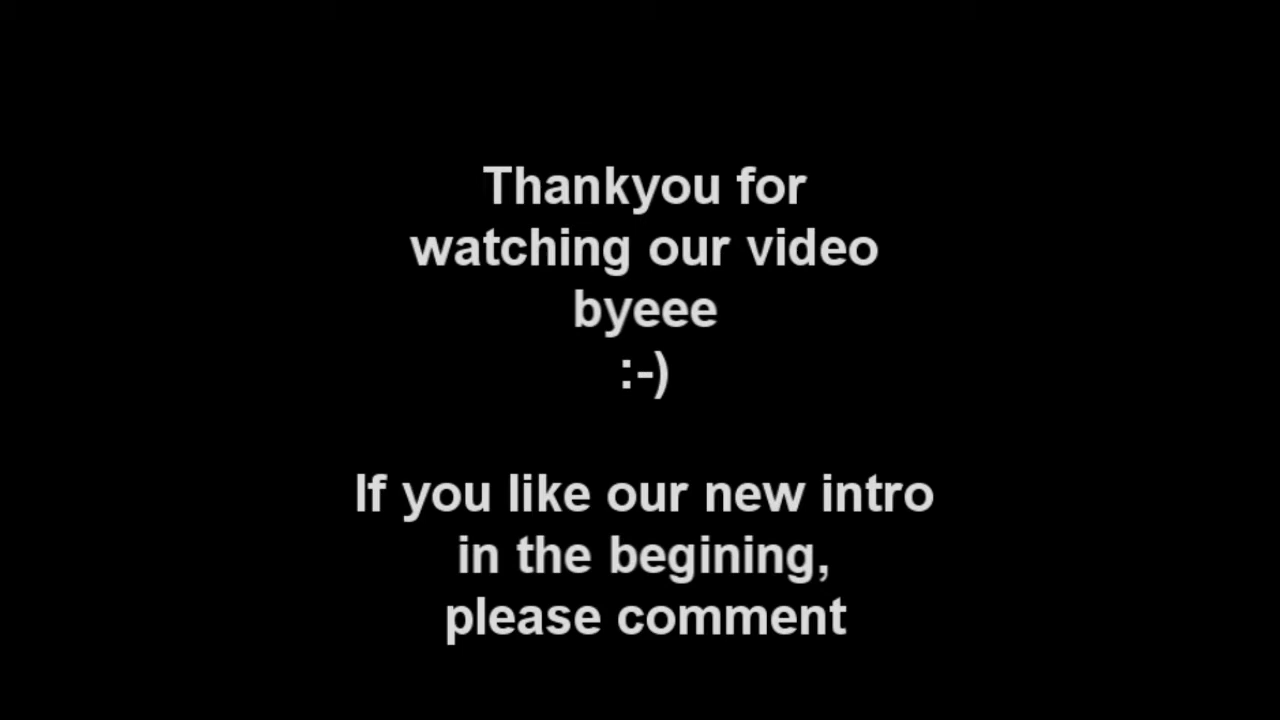 Thankyou for
watching our video
byeee
:-)
If you like our new intro
in the begining,
please comment